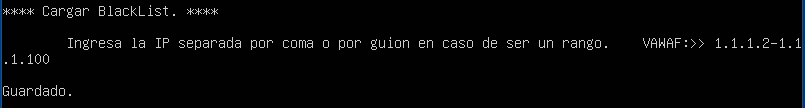 **** Cargar BlackList. ****
Ingresa la IP separada por coma o por guion en caso de ser un rango. VAWAF:>> 1.1.1.2-1.1
.1.100
Guardado.